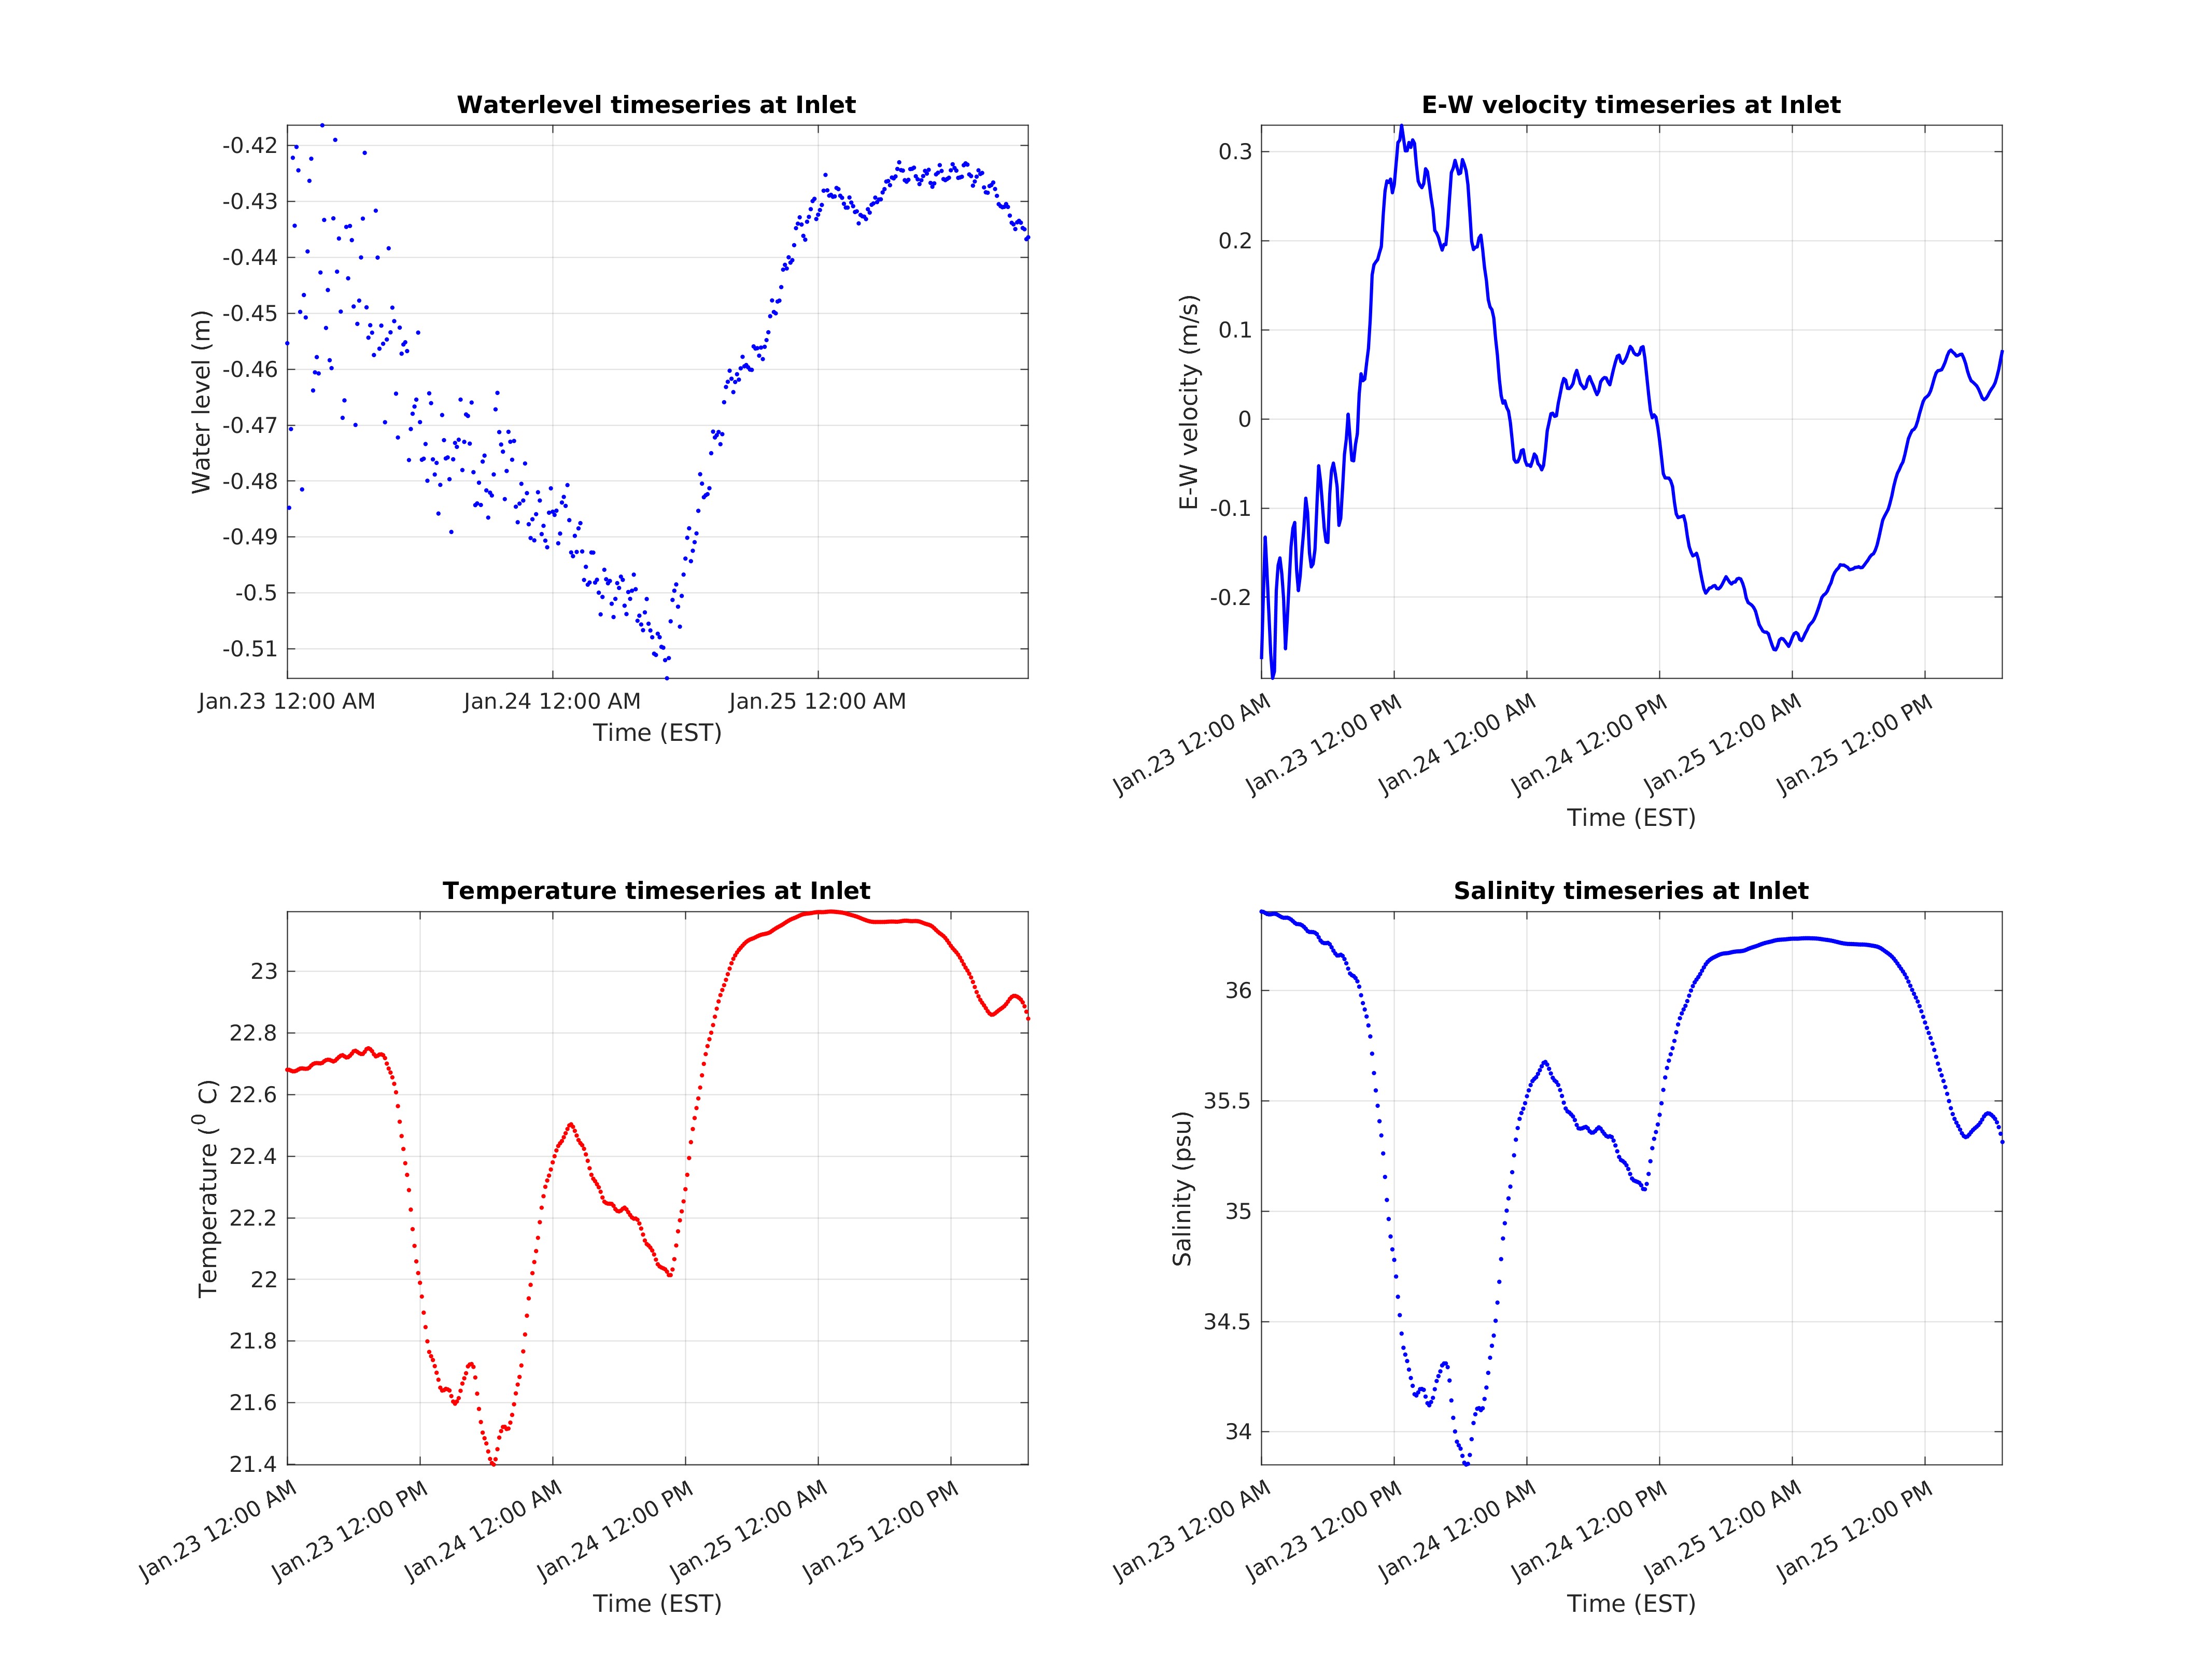 Waterlevel timeseries at Inlet
-0.42
-0.43
-0.44
-0.45
-0.46
-0.47
-0.48
-0.49
-0.5
-0.51
Water level (m)
Jan.23 12:00 AM
Jan.24 12:00 AM
Jan.25 12:00 AM
Time (EST)
E-W velocity timeseries at Inlet
0.3
0.2
0.1
0
-0.1
-0.2
E-W velocity (m/s)
Jan.23 12:00 AM
Jan.23 12:00 PM
Jan.24 12:00 AM
Jan.24 12:00 PM
Jan.25 12:00 AM
Jan.25 12:00 PM
Time (EST)
Temperature timeseries at Inlet
23
22.8
22.6
22.4
22.2
22
21.8
21.6
21.4
Temperature (⁰ C)
Jan.23 12:00 AM
Jan.23 12:00 PM
Jan.24 12:00 AM
Jan.24 12:00 PM
Jan.25 12:00 AM
Jan.25 12:00 PM
Time (EST)
Salinity timeseries at Inlet
36
35.5
35
34.5
34
Salinity (psu)
Jan.23 12:00 AM
Jan.23 12:00 PM
Jan.24 12:00 AM
Jan.24 12:00 PM
Jan.25 12:00 AM
Jan.25 12:00 PM
Time (EST)